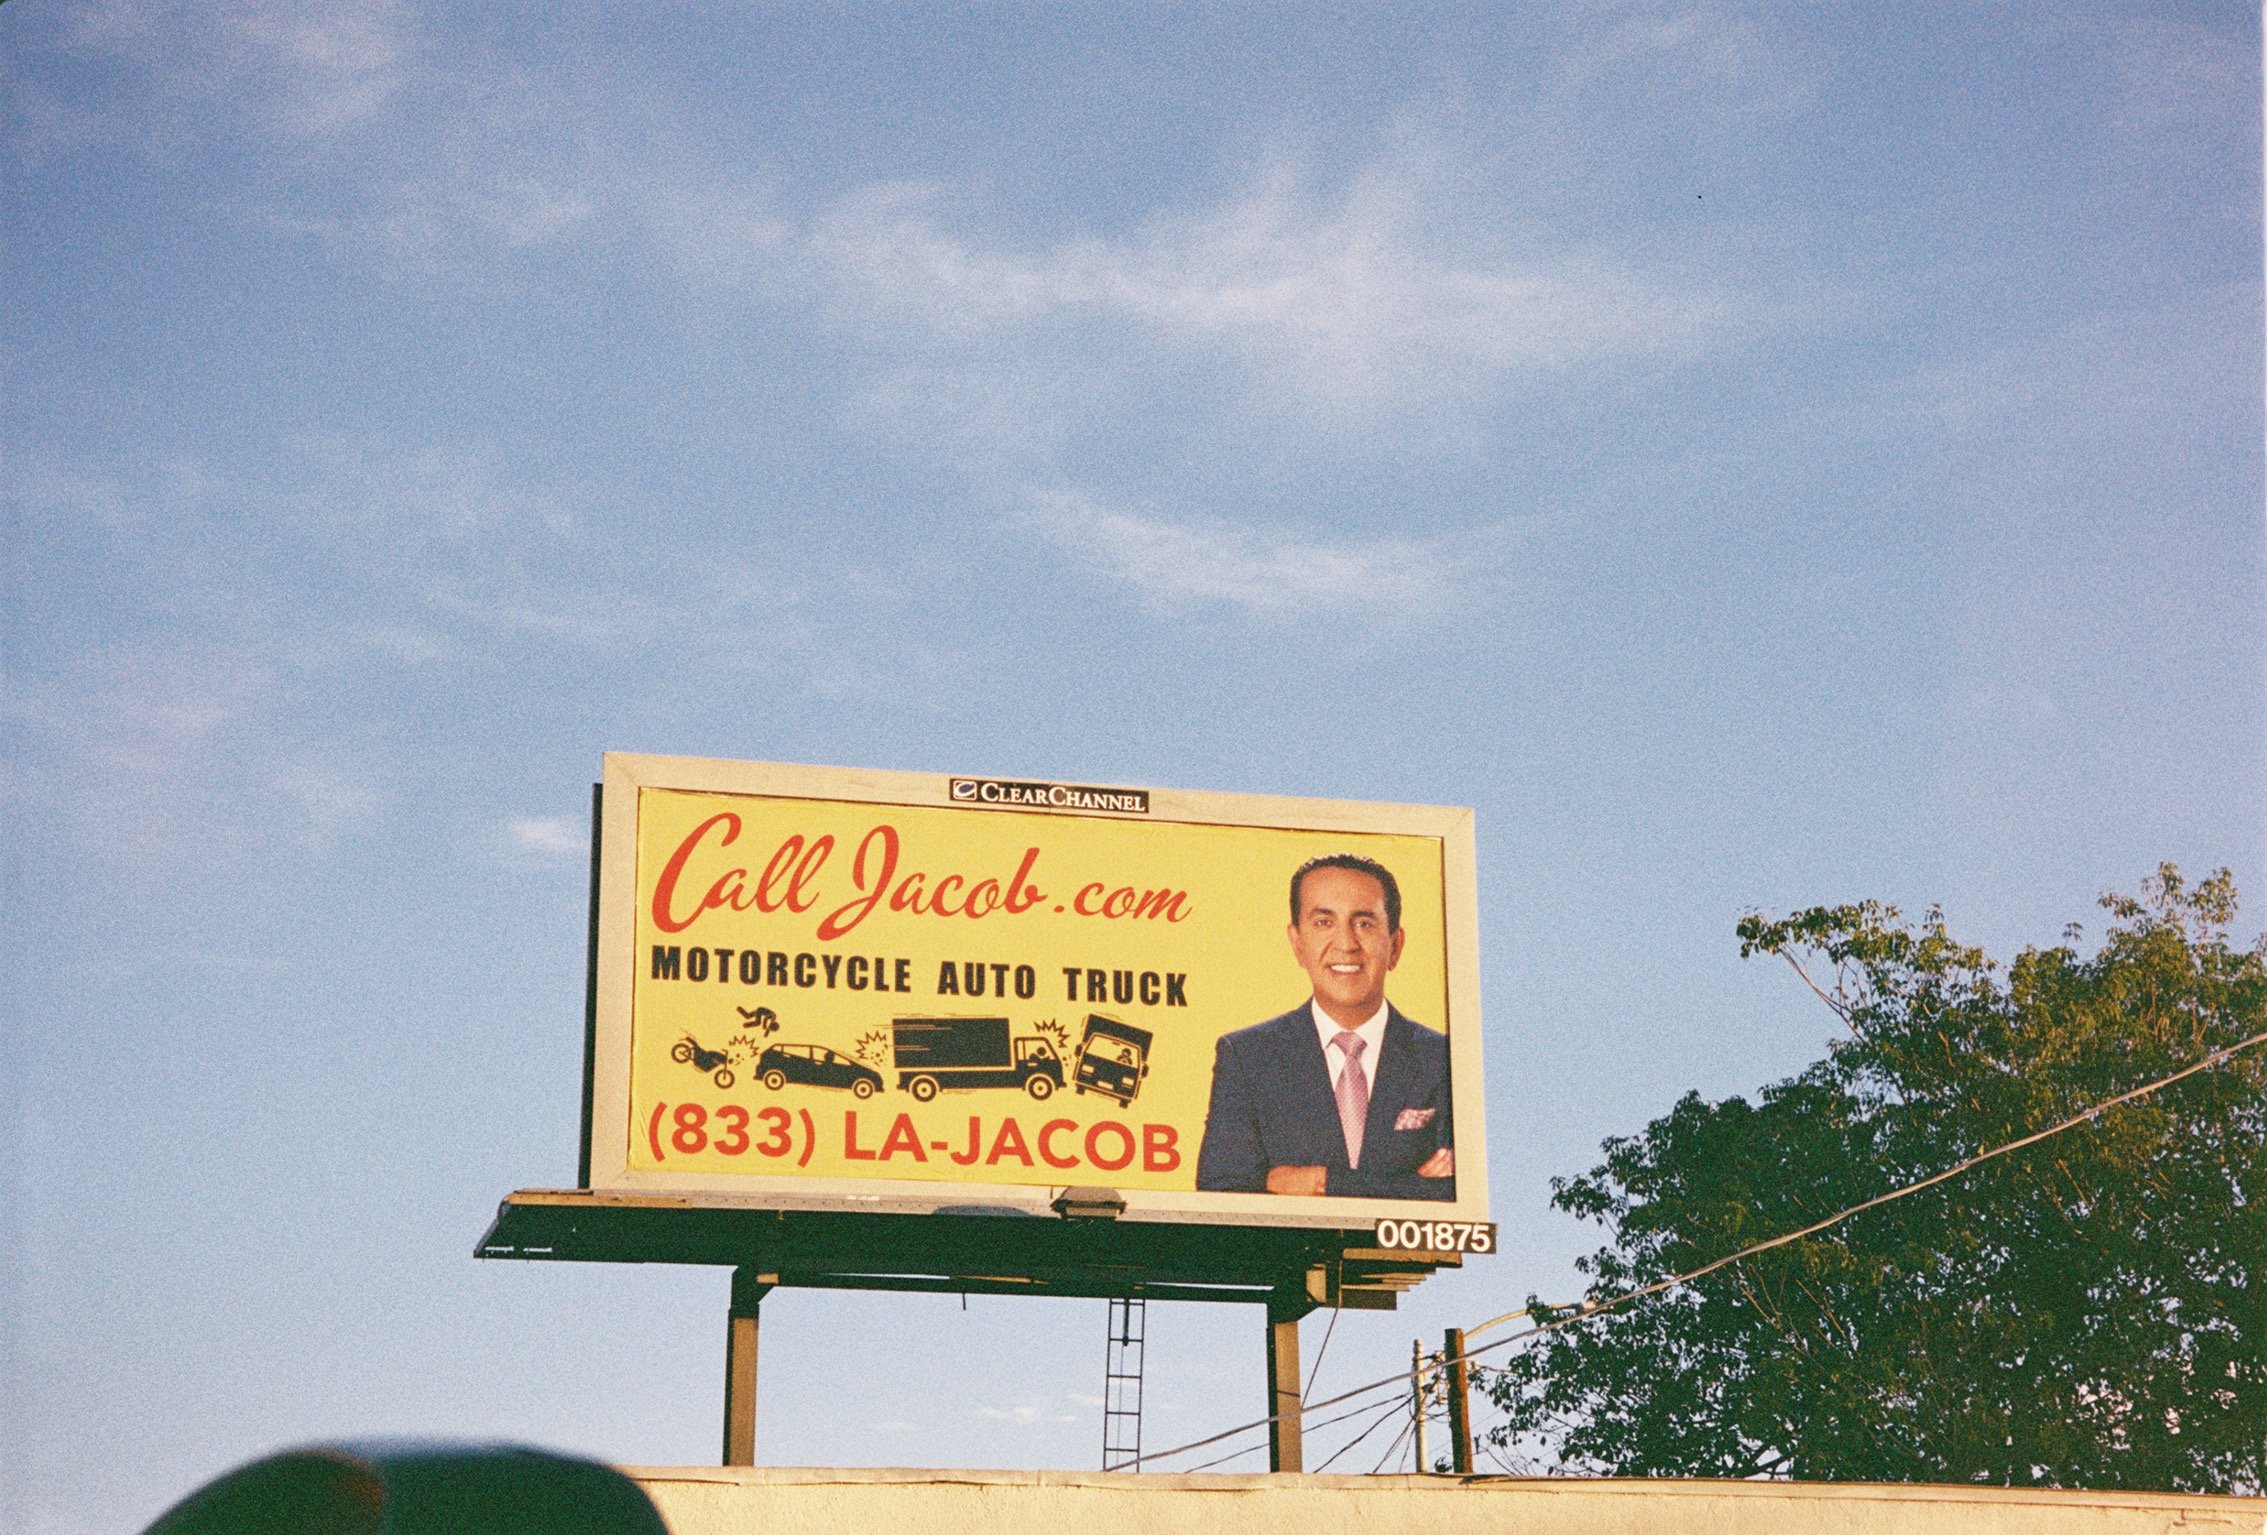 CLEARCHANNEL
Call Jacob.com
MOTORCYCLE AUTO TRUCK
(833) LA-JACOB
001875